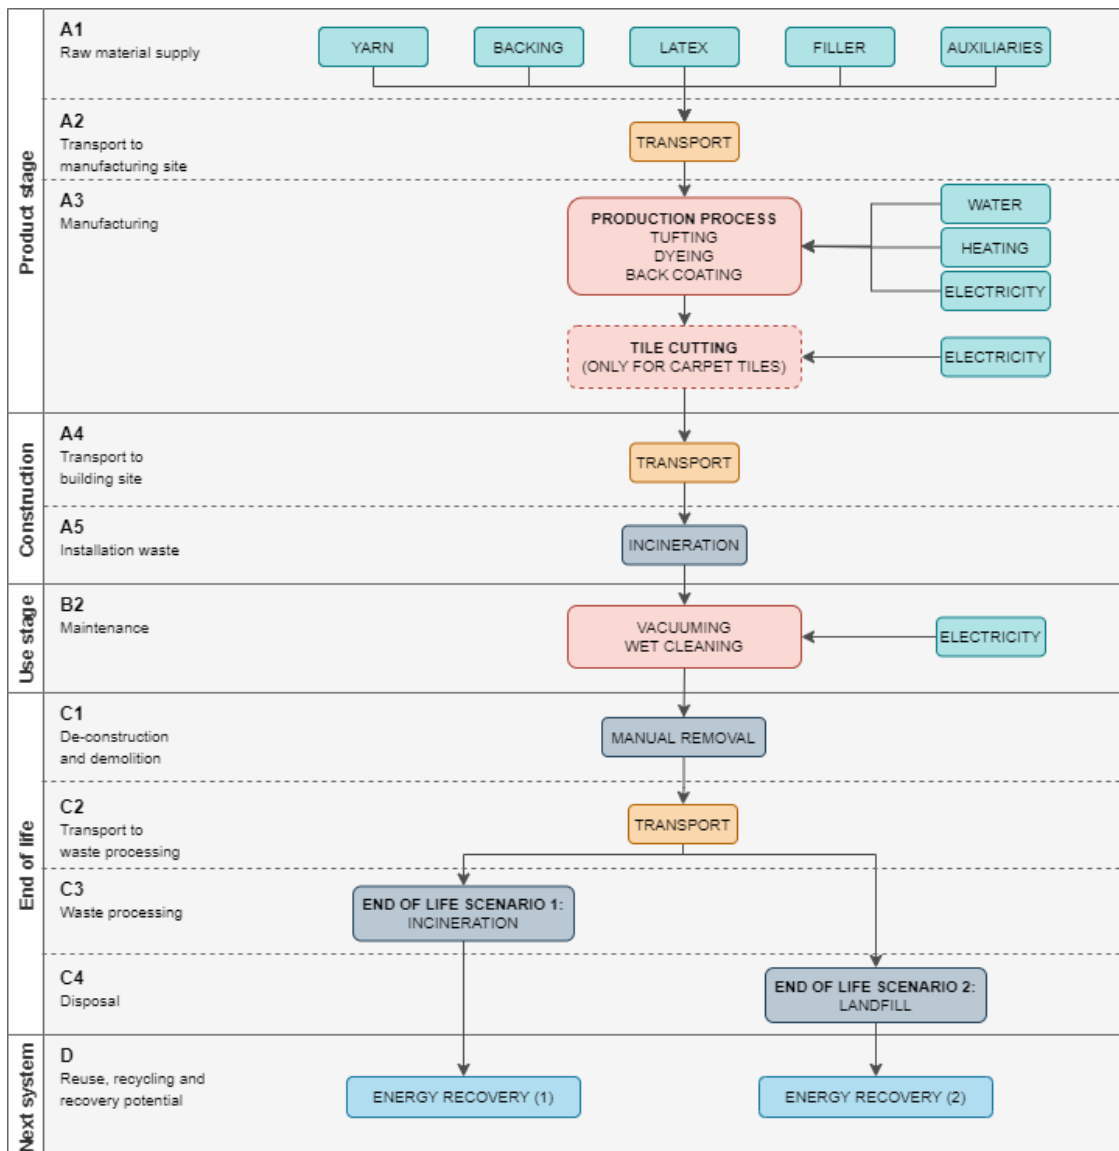 Product stage
A1
Raw material supply
YARN
BACKING
LATEX
FILLER
AUXILIARIES
A2
Transport to
manufacturing site
TRANSPORT
A3
Manufacturing
PRODUCTION PROCESS
TUFTING
DYEING
BACK COATING
WATER
HEATING
ELECTRICITY
TILE CUTTING
(ONLY FOR CARPET TILES)
ELECTRICITY
Construction
A4
Transport to
building site
TRANSPORT
A5
Installation waste
INCINERATION
Use stage
B2
Maintenance
VACUUMING
WET CLEANING
ELECTRICITY
End of life
C1
De-construction
and demolition
MANUAL REMOVAL
C2
Transport to
waste processing
TRANSPORT
C3
Waste processing
END OF LIFE SCENARIO 1:
INCINERATION
C4
Disposal
END OF LIFE SCENARIO 2:
LANDFILL
Next system
D
Reuse, recycling and
recovery potential
ENERGY RECOVERY (1)
ENERGY RECOVERY (2)